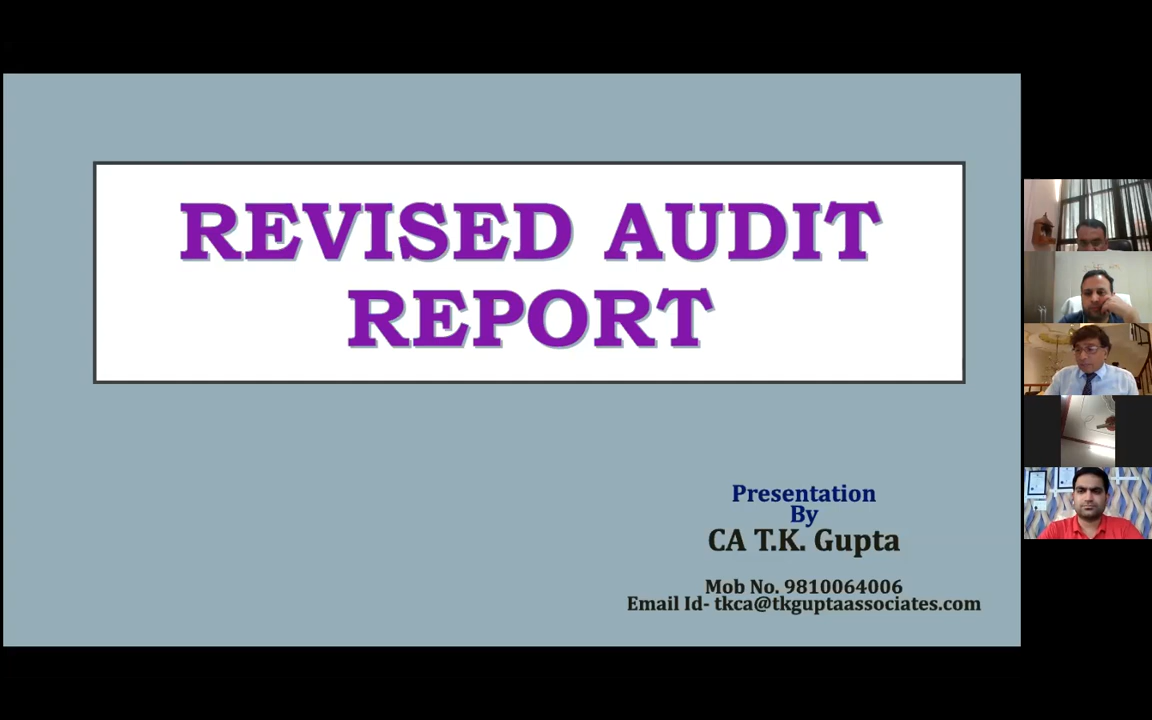 REVISED AUDIT
REPORT
Presentation
By
CA T.K. Gupta
Mob No. 9810064006
Email Id- tkca@tkguptaassociates.com